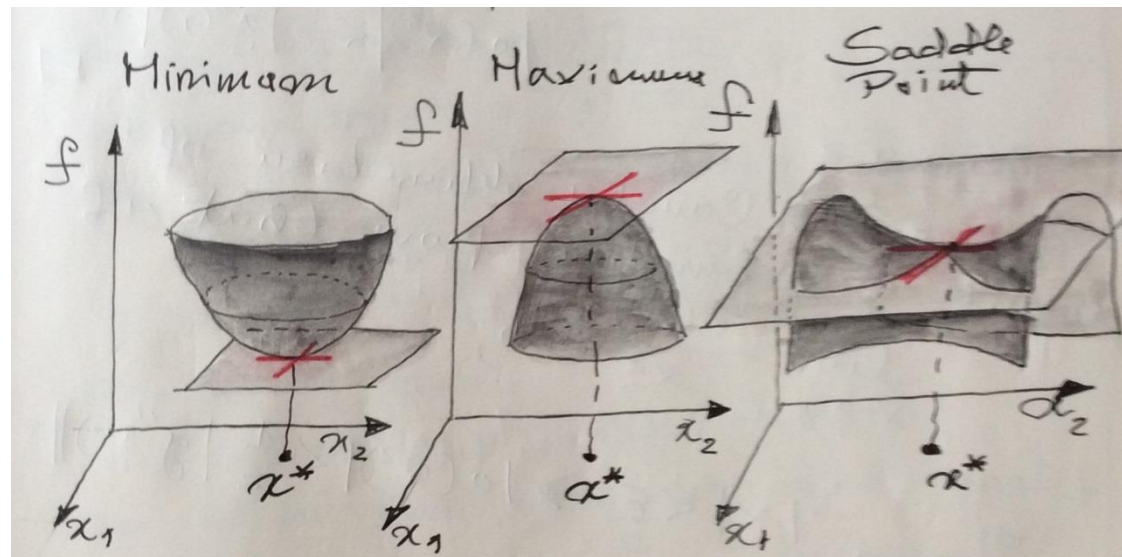 Minimum
Maximum
Saddle
Point
f
f
f
x₂
x₂
x₂
x*
x*
x*
x₁
x₁
x₁